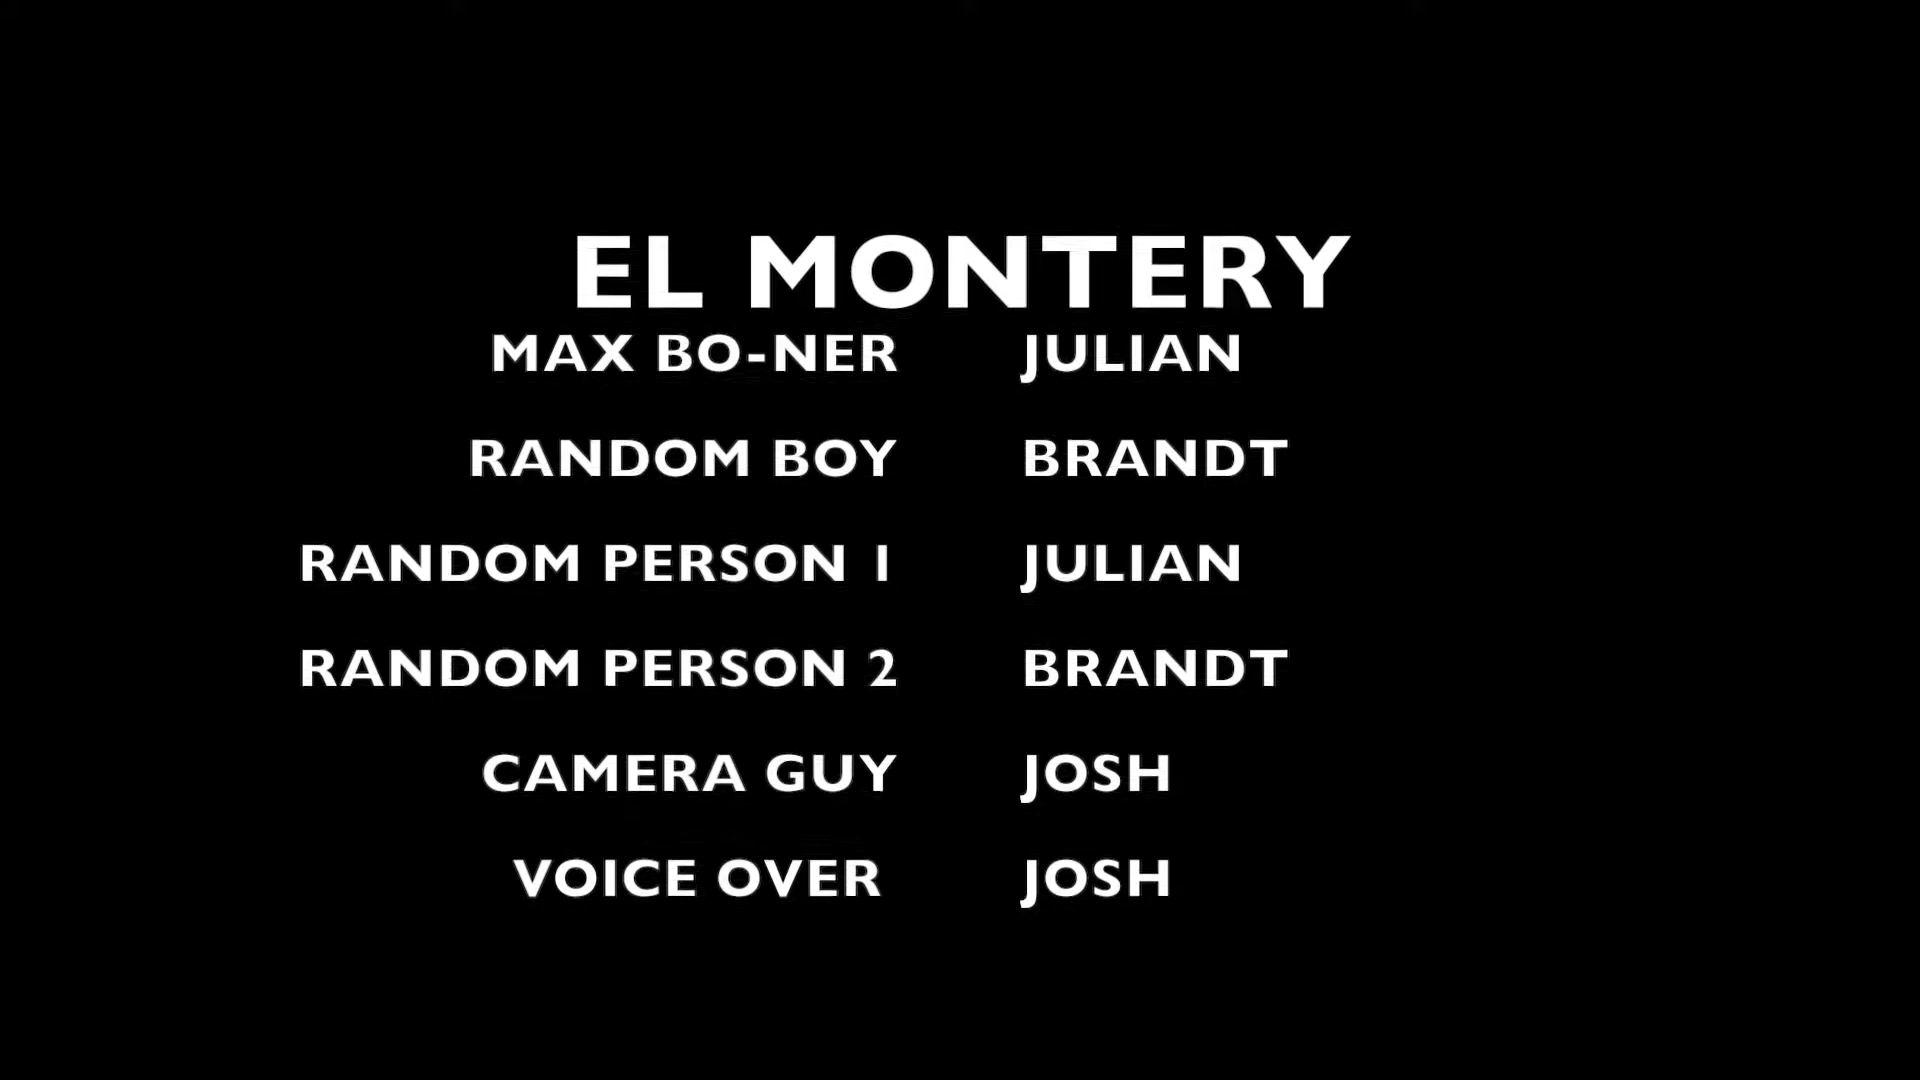 EL MONTERY
MAX BO-NER JULIAN
RANDOM BOY BRANDT
RANDOM PERSON 1 JULIAN
RANDOM PERSON 2 BRANDT
CAMERA GUY JOSH
VOICE OVER JOSH